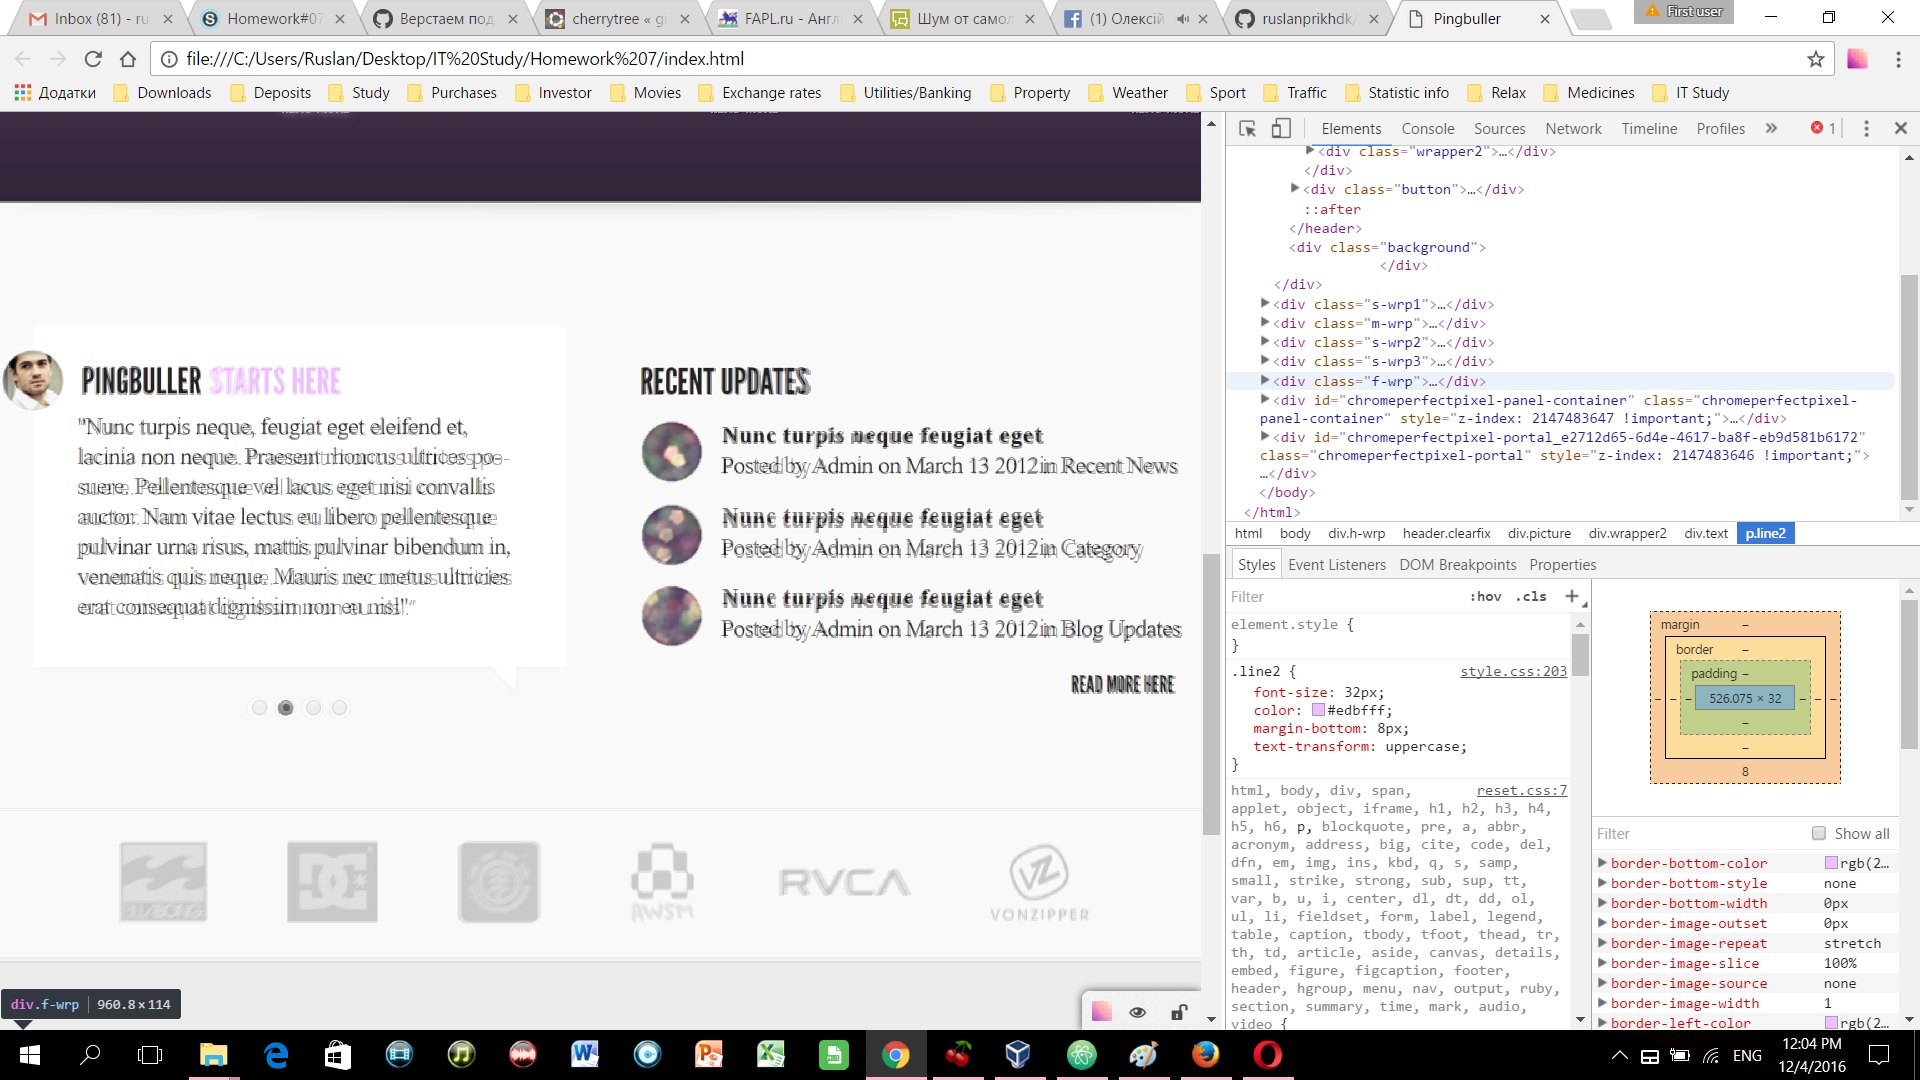 Inbox (81) - ru
Homework#07
Верстаем под
cherrytree « gi
FAPL.ru - Англ
Шум от самол
(1) Олексій
ruslanprikhdk/
Pingbuller
First user
file:///C:/Users/Ruslan/Desktop/IT%20Study/Homework%207/index.html
Додатки
Downloads
Deposits
Study
Purchases
Investor
Movies
Exchange rates
Utilities/Banking
Property
Weather
Sport
Traffic
Statistic info
Relax
Medicines
IT Study
PINGBULLER STARTS HERE
"Nunc turpis neque, feugiat eget eleifend et,
lacinia non neque. Praesent rhoncus ultrices po-
suere. Pellentesque vel lacus eget nisi convallis
auctor. Nam vitae lectus eu libero pellentesque
pulvinar urna risus, mattis pulvinar bibendum in,
venenatis quis neque. Mauris nec metus ultricies
erat consequat dignissim non eu nisl"
RECENT UPDATES
Nunc turpis neque feugiat eget
Posted by Admin on March 13 2012 in Recent News
Nunc turpis neque feugiat eget
Posted by Admin on March 13 2012 in Category
Nunc turpis neque feugiat eget
Posted by Admin on March 13 2012 in Blog Updates
READ MORE HERE
BILLABONG
DC
AWSM
RVCA
VZ
VONZIPPER
div.f-wrp | 960.8×114
Elements
Console
Sources
Network
Timeline
Profiles
»
1
<div class="wrapper2">…</div>
</div>
<div class="button">…</div>
::after
</header>
<div class="background">
</div>
</div>
<div class="s-wrp1">…</div>
<div class="m-wrp">…</div>
<div class="s-wrp2">…</div>
<div class="s-wrp3">…</div>
<div class="f-wrp">…</div>
<div id="chromeperfectpixel-panel-container" class="chromeperfectpixel-
panel-container" style="z-index: 2147483647 !important;">…</div>
<div id="chromeperfectpixel-portal_e2712d65-6d4e-4617-ba8f-eb9d581b6172"
class="chromeperfectpixel-portal" style="z-index: 2147483646 !important;">
…</div>
</body>
</html>
html
body
div.h-wrp
header.clearfix
div.picture
div.wrapper2
div.text
p.line2
Styles
Event Listeners
DOM Breakpoints
Properties
Filter
:hov
.cls
+
element.style {
}
.line2 {
style.css:203
font-size: 32px;
color: #edbfff;
margin-bottom: 8px;
text-transform: uppercase;
}
html, body, div, span,
reset.css:7
applet, object, iframe, h1, h2, h3, h4,
h5, h6, p, blockquote, pre, a, abbr,
acronym, address, big, cite, code, del,
dfn, em, img, ins, kbd, q, s, samp,
small, strike, strong, sub, sup, tt,
var, b, u, i, center, dl, dt, dd, ol,
ul, li, fieldset, form, label, legend,
table, caption, tbody, tfoot, thead, tr,
th, td, article, aside, canvas, details,
embed, figure, figcaption, footer,
header, hgroup, menu, nav, output, ruby,
section, summary, time, mark, audio,
video {
margin –
border –
padding –
526.075 × 32
–
–
8
Filter
Show all
border-bottom-color
rgb(2…
border-bottom-style
none
border-bottom-width
0px
border-image-outset
0px
border-image-repeat
stretch
border-image-slice
100%
border-image-source
none
border-image-width
1
border-left-color
rgb(2…
ENG
12:04 PM
12/4/2016